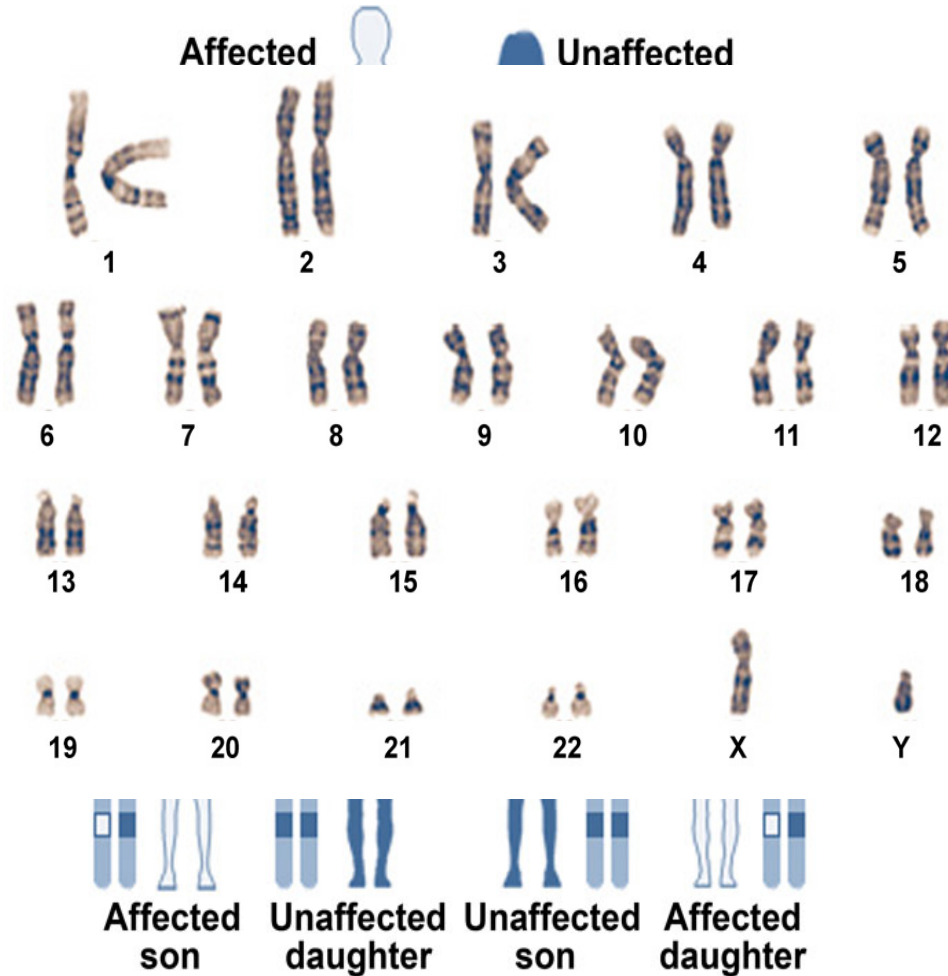 Affected Unaffected
1 2 3 4 5
6 7 8 9 10 11 12
13 14 15 16 17 18
19 20 21 22 X Y
Affected son
Unaffected daughter
Unaffected son
Affected daughter